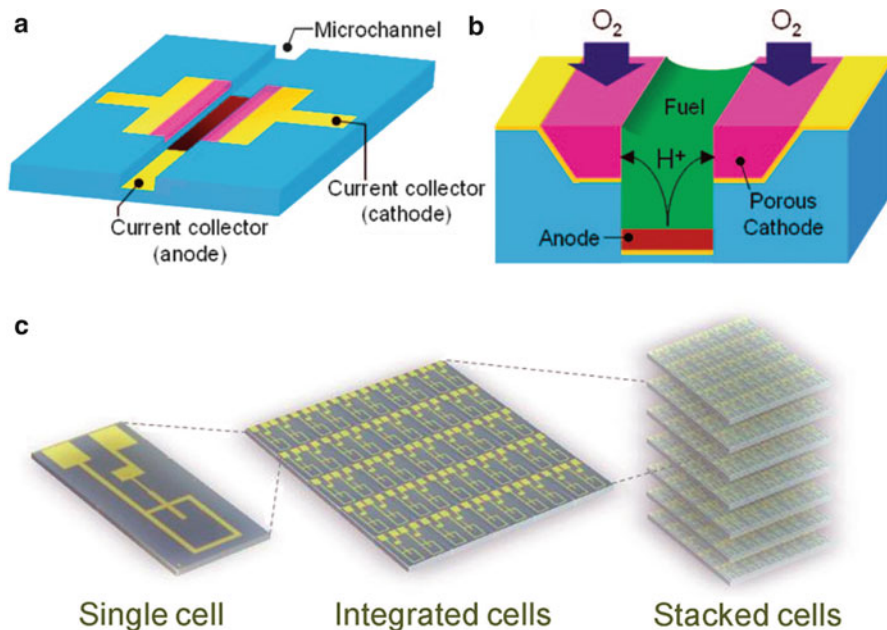 a
Microchannel
Current collector
(cathode)
Current collector
(anode)
b
O2
O2
Fuel
H+
Porous
Cathode
Anode
c
Single cell
Integrated cells
Stacked cells